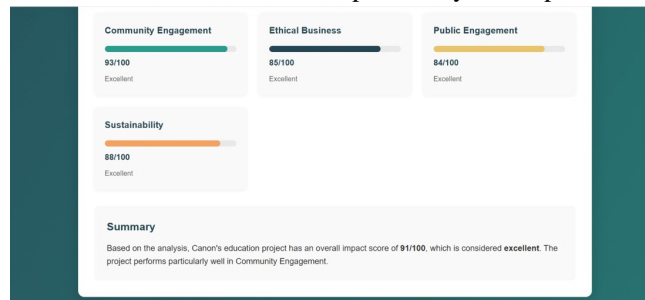 Community Engagement
93/100
Excellent
Ethical Business
85/100
Excellent
Public Engagement
84/100
Excellent
Sustainability
88/100
Excellent
Summary
Based on the analysis, Canon's education project has an overall impact score of 91/100, which is considered excellent. The
project performs particularly well in Community Engagement.